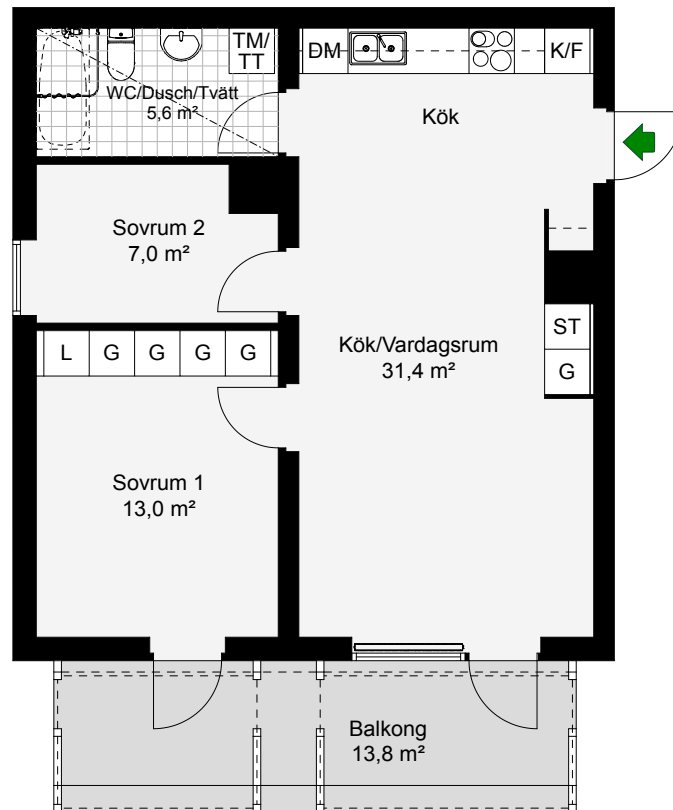 TM/
TT
DM
K/F
WC/Dusch/Tvätt
5,6 m²
Kök
Sovrum 2
7,0 m²
ST
G
L
G
G
G
G
Kök/Vardagsrum
31,4 m²
Sovrum 1
13,0 m²
Balkong
13,8 m²